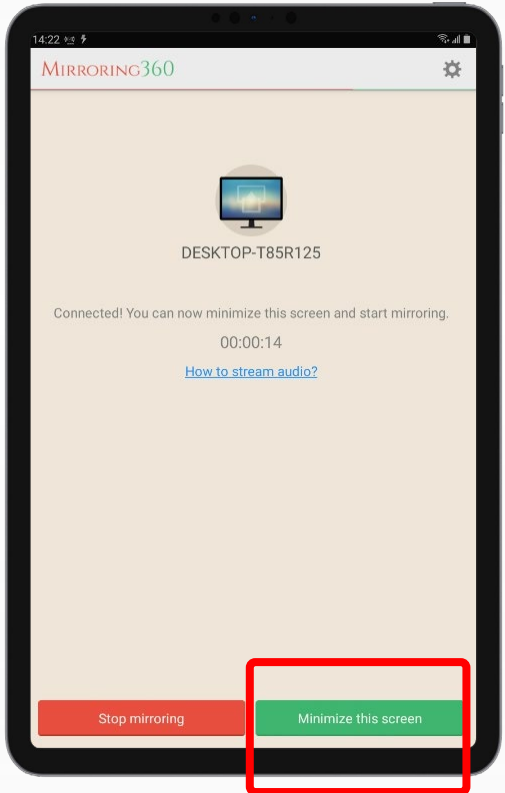 14:22
MIRRORING360
DESKTOP-T85R125
Connected! You can now minimize this screen and start mirroring.
00:00:14
How to stream audio?
Stop mirroring
Minimize this screen